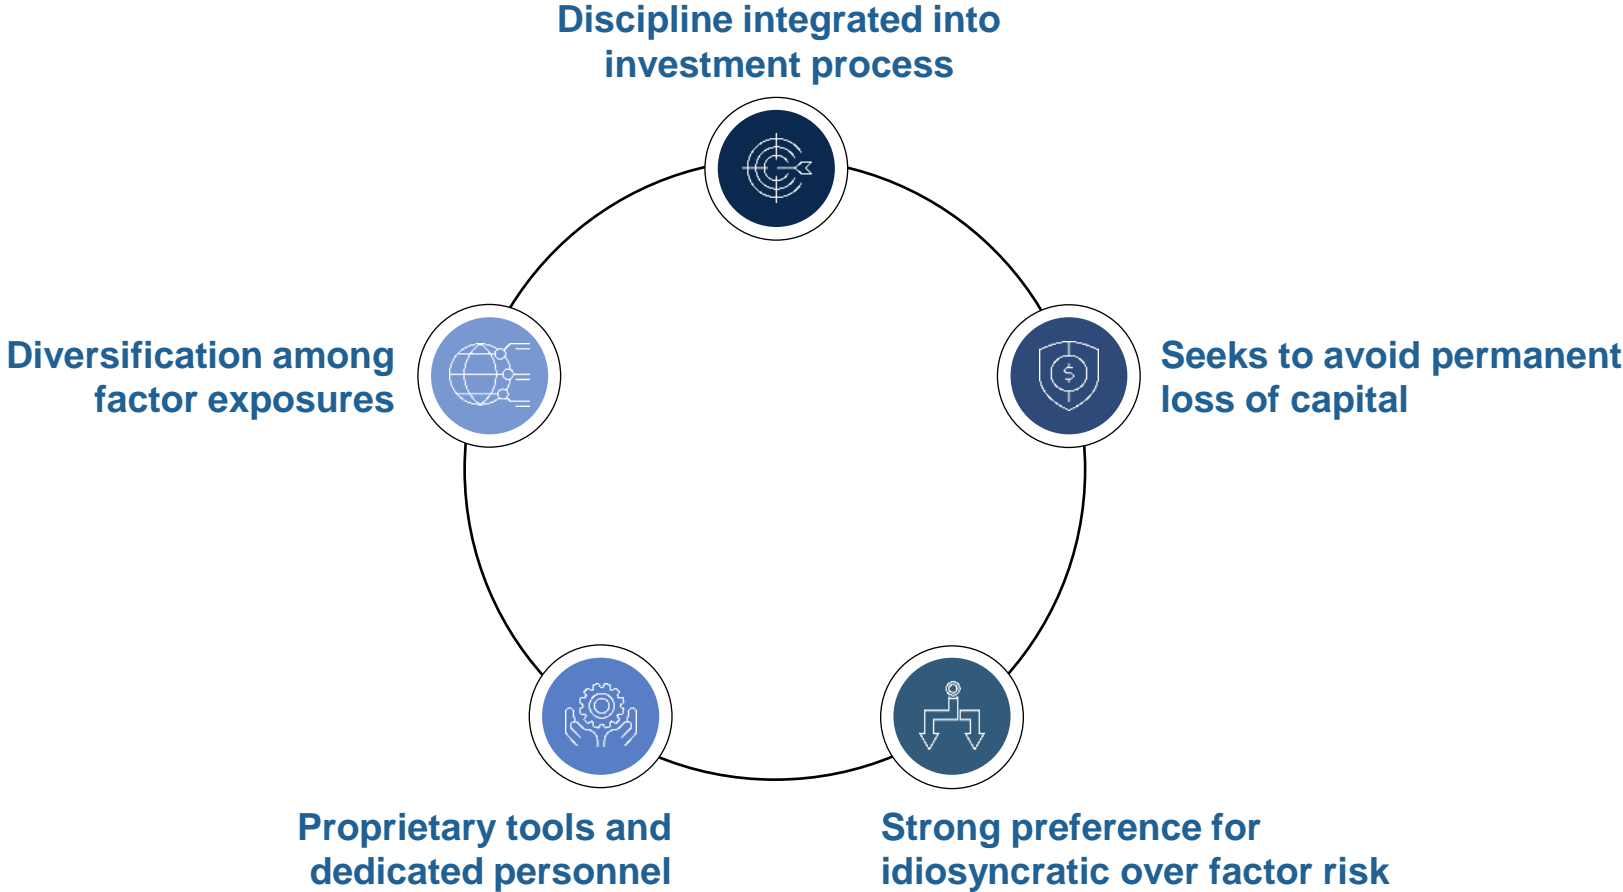 Discipline integrated into
investment process
Diversification among
factor exposures
Seeks to avoid permanent
loss of capital
$
Proprietary tools and
dedicated personnel
Strong preference for
idiosyncratic over factor risk